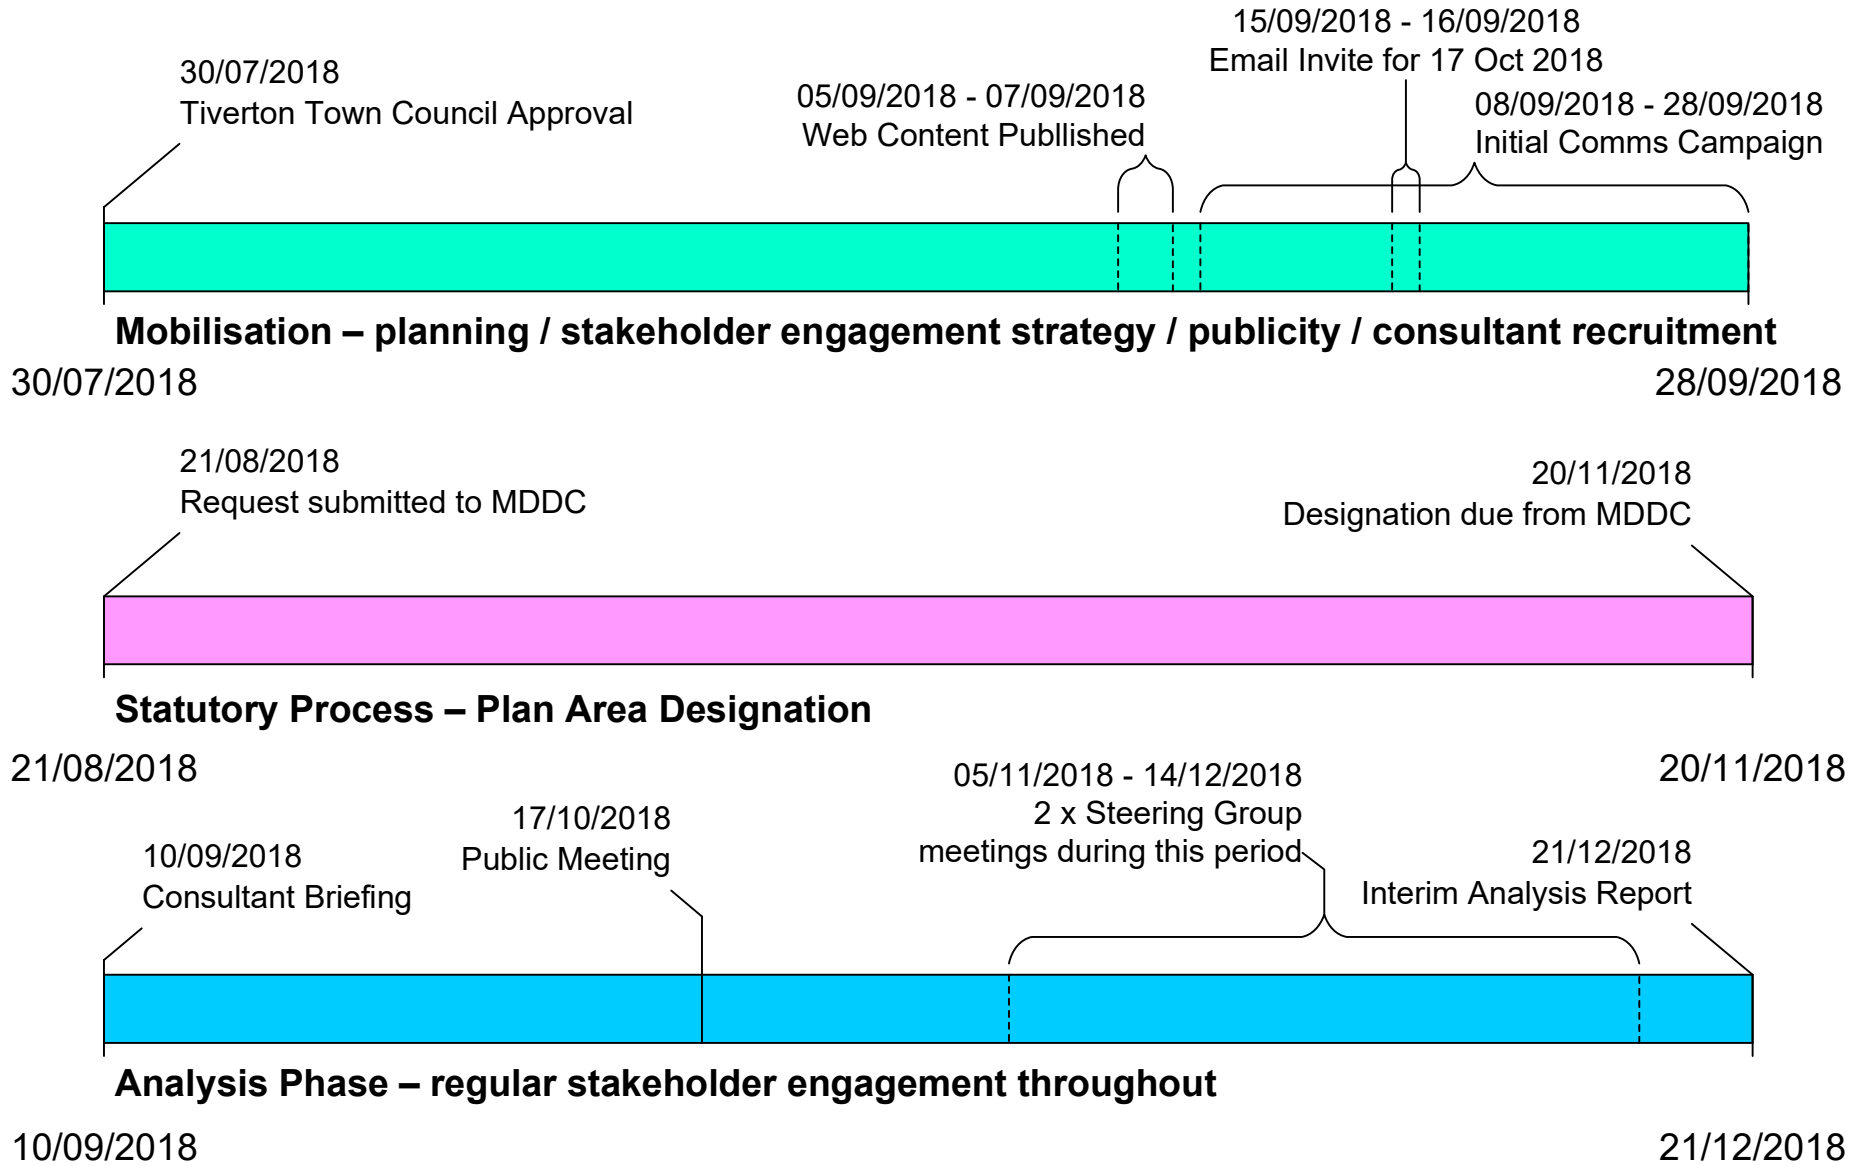 15/09/2018 - 16/09/2018
Email Invite for 17 Oct 2018
30/07/2018
Tiverton Town Council Approval
05/09/2018 - 07/09/2018
Web Content Publlished
08/09/2018 - 28/09/2018
Initial Comms Campaign
Mobilisation – planning / stakeholder engagement strategy / publicity / consultant recruitment
30/07/2018
28/09/2018
21/08/2018
Request submitted to MDDC
20/11/2018
Designation due from MDDC
Statutory Process – Plan Area Designation
21/08/2018
20/11/2018
10/09/2018
Consultant Briefing
17/10/2018
Public Meeting
05/11/2018 - 14/12/2018
2 x Steering Group
meetings during this period
21/12/2018
Interim Analysis Report
Analysis Phase – regular stakeholder engagement throughout
10/09/2018
21/12/2018